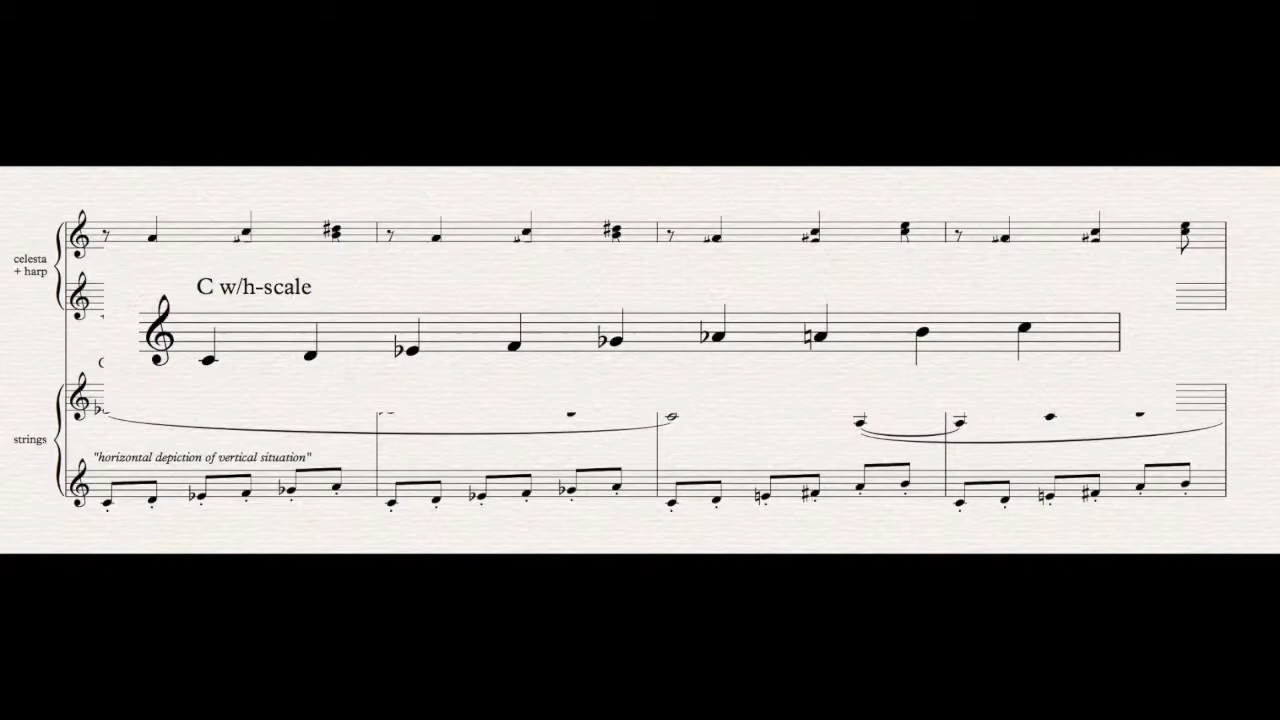 celesta
+ harp
C w/h-scale
strings
"horizontal depiction of vertical situation"